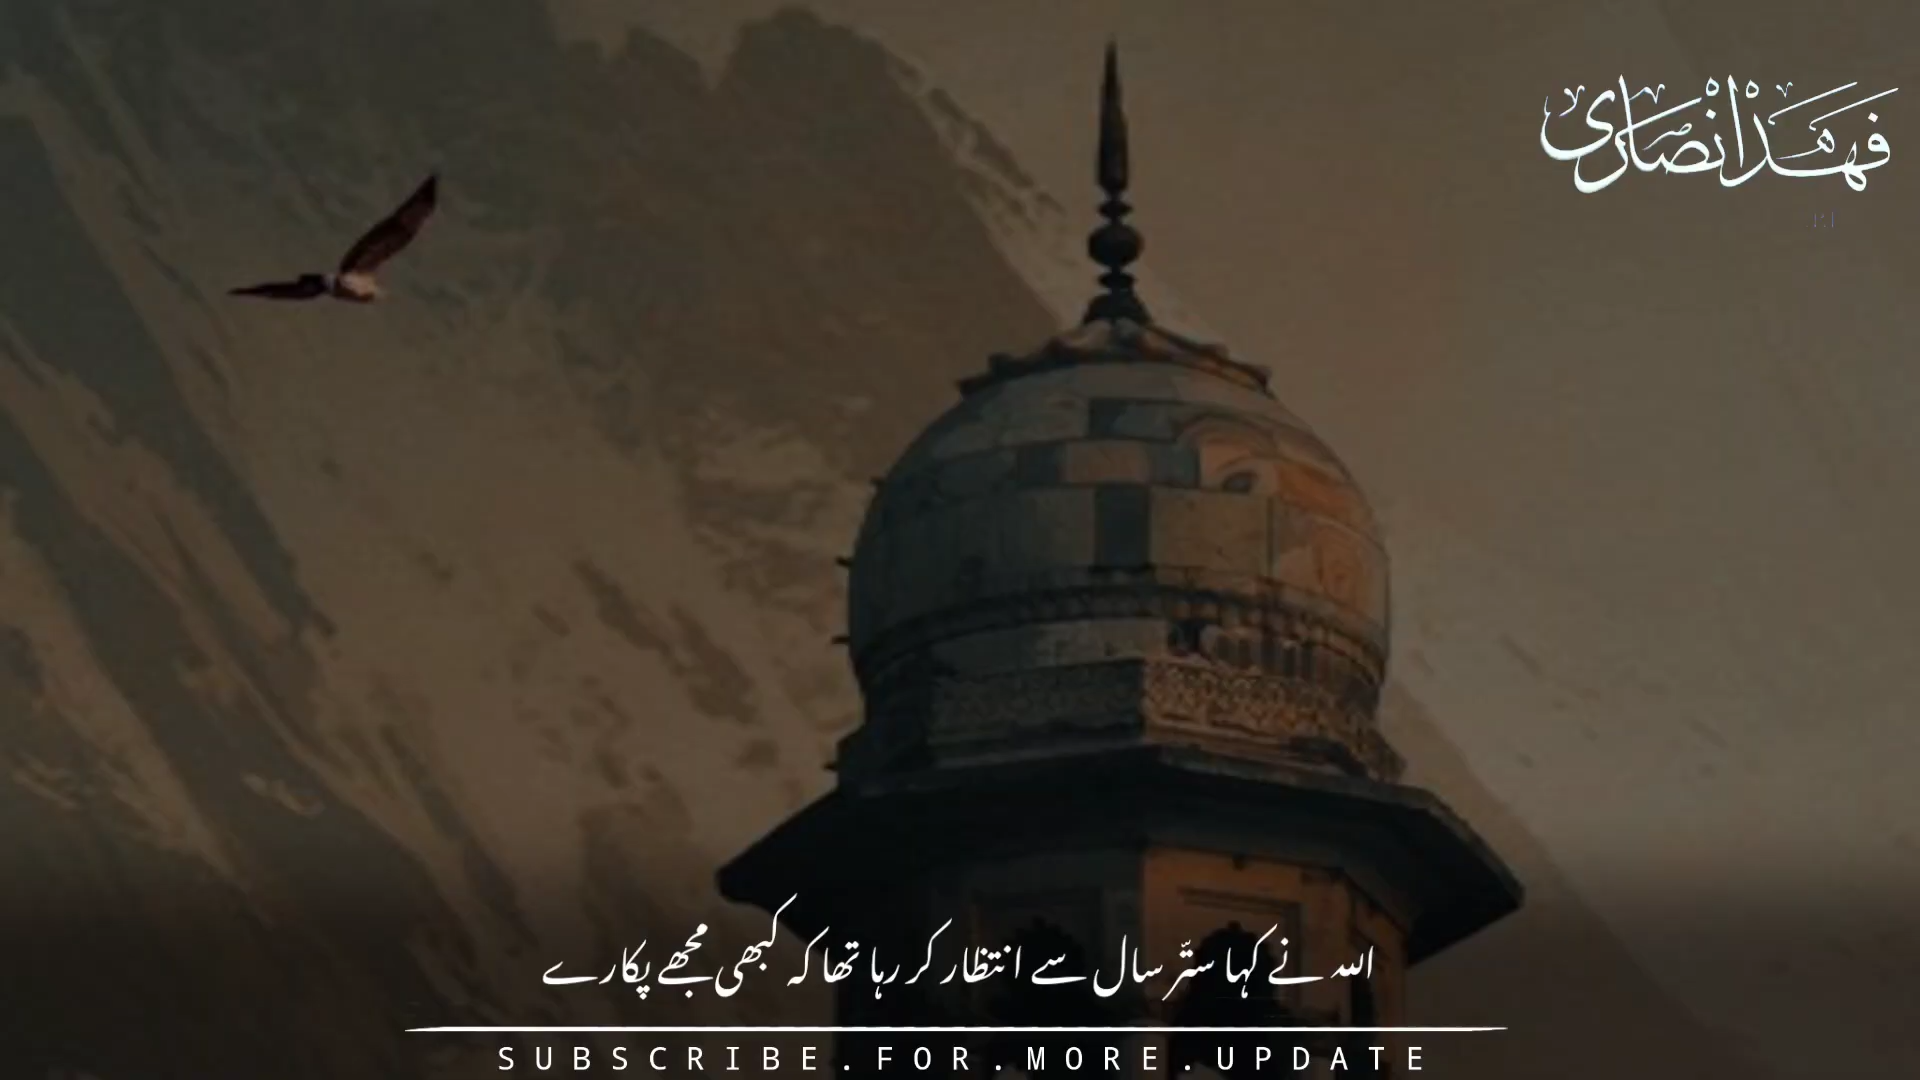 فہد انصاری
اللہ نے کہا ستّر سال سے انتظار کر رہا تھا کہ کبھی مجھے پکارے
SUBSCRIBE.FOR.MORE.UPDATE